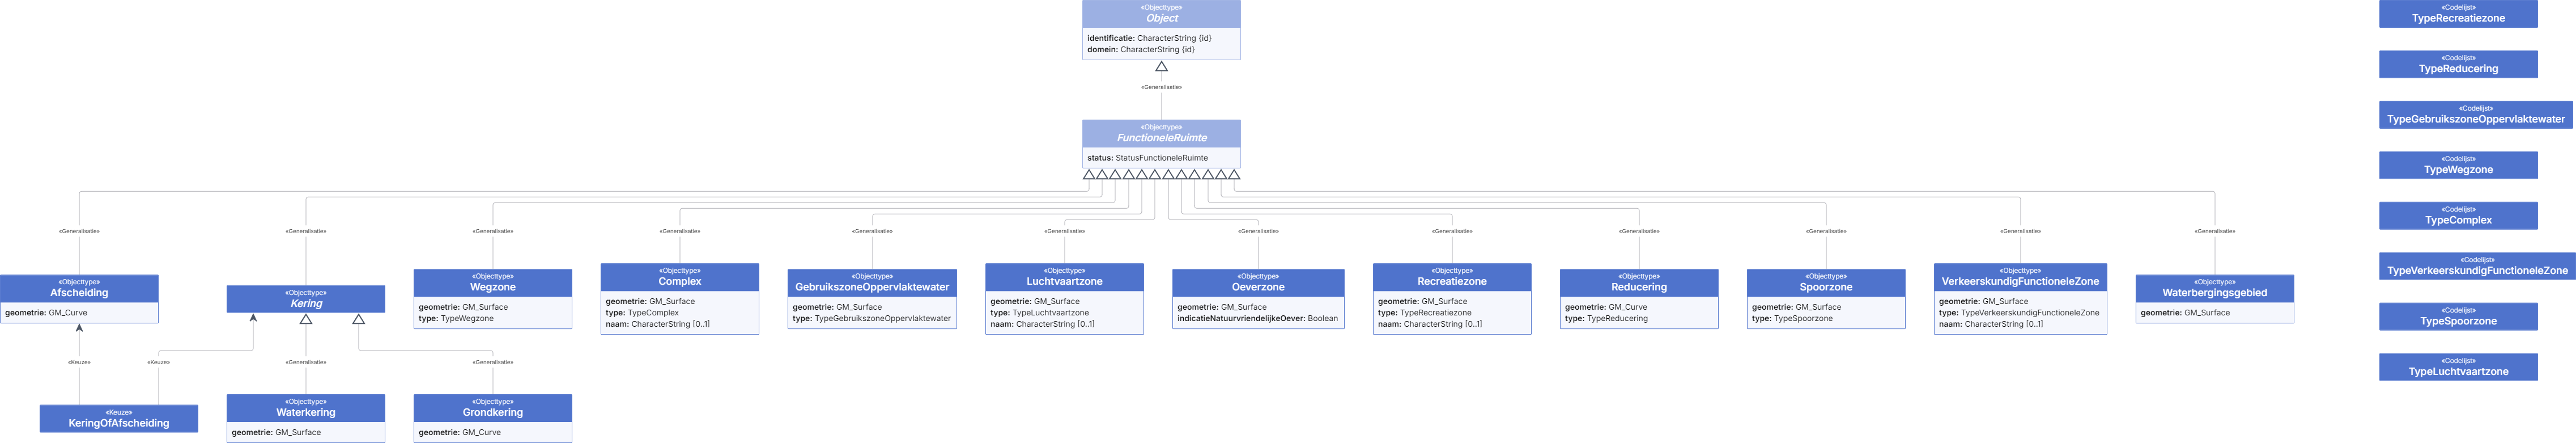 «Objecttype»
Object
identificatie: CharacterString {id}
domein: CharacterString {id}
«Generalisatie»
«Objecttype»
FunctioneleRuimte
status: StatusFunctioneleRuimte
«Generalisatie»
«Generalisatie»
«Generalisatie»
«Generalisatie»
«Generalisatie»
«Generalisatie»
«Generalisatie»
«Generalisatie»
«Generalisatie»
«Generalisatie»
«Generalisatie»
«Generalisatie»
«Objecttype»
Afscheiding
geometrie: GM_Curve
«Objecttype»
Kering
«Objecttype»
Wegzone
geometrie: GM_Surface
type: TypeWegzone
«Objecttype»
Complex
geometrie: GM_Surface
type: TypeComplex
naam: CharacterString [0..1]
«Objecttype»
GebruikszoneOppervlaktewater
geometrie: GM_Surface
type: TypeGebruikszoneOppervlaktewater
«Objecttype»
Luchtvaartzone
geometrie: GM_Surface
type: TypeLuchtvaartzone
naam: CharacterString [0..1]
«Objecttype»
Oeverzone
geometrie: GM_Surface
indicatieNatuurvriendelijkeOever: Boolean
«Objecttype»
Recreatiezone
geometrie: GM_Surface
type: TypeRecreatiezone
naam: CharacterString [0..1]
«Objecttype»
Reducering
geometrie: GM_Curve
type: TypeReducering
«Objecttype»
Spoorzone
geometrie: GM_Surface
type: TypeSpoorzone
«Objecttype»
VerkeerskundigFunctioneleZone
geometrie: GM_Surface
type: TypeVerkeerskundigFunctioneleZone
naam: CharacterString [0..1]
«Objecttype»
Waterbergingsgebied
geometrie: GM_Surface
«Keuze»
«Keuze»
«Generalisatie»
«Generalisatie»
«Keuze»
KeringOfAfscheiding
«Objecttype»
Waterkering
geometrie: GM_Surface
«Objecttype»
Grondkering
geometrie: GM_Curve
«Codelijst»
TypeRecreatiezone
«Codelijst»
TypeReducering
«Codelijst»
TypeGebruikszoneOppervlaktewater
«Codelijst»
TypeWegzone
«Codelijst»
TypeComplex
«Codelijst»
TypeVerkeerskundigFunctioneleZone
«Codelijst»
TypeSpoorzone
«Codelijst»
TypeLuchtvaartzone